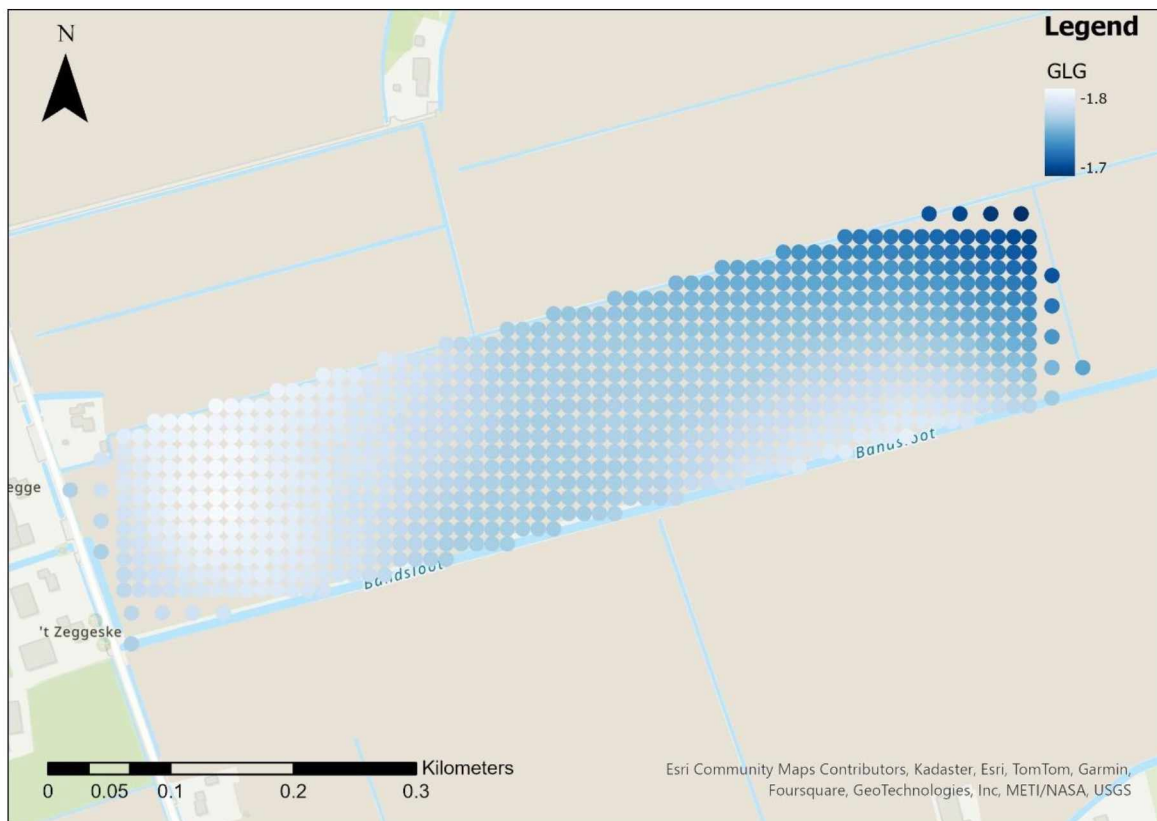 N
Legend
GLG
-1.8
-1.7
egge
Bandsloot
't Zeggeske
0 0.05 0.1 0.2 0.3 Kilometers
Esri Community Maps Contributors, Kadaster, Esri, TomTom, Garmin,
Foursquare, GeoTechnologies, Inc, METI/NASA, USGS